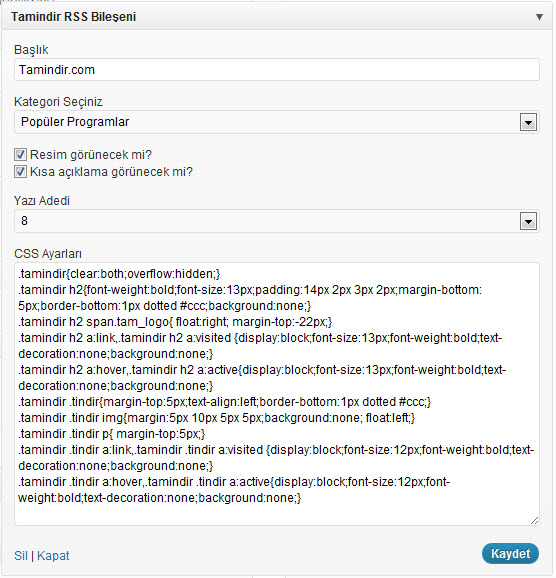 Tamindir RSS Bileşeni
Başlık
Tamindir.com
Kategori Seçiniz
Popüler Programlar
Resim görünecek mi?
Kısa açıklama görünecek mi?
Yazı Adedi
8
CSS Ayarları
.tamindir{clear:both;overflow:hidden;}
.tamindir h2{font-weight:bold;font-size:13px;padding:14px 2px 3px 2px;margin-bottom:
5px;border-bottom:1px dotted #ccc;background:none;}
.tamindir h2 span.tam_logo{ float:right; margin-top:-22px;}
.tamindir h2 a:link,.tamindir h2 a:visited {display:block;font-size:13px;font-weight:bold;text-
decoration:none;background:none;}
.tamindir h2 a:hover,.tamindir h2 a:active{display:block;font-size:13px;font-weight:bold;text-
decoration:none;background:none;}
.tamindir .tindir{margin-top:5px;text-align:left;border-bottom:1px dotted #ccc;}
.tamindir .tindir img{margin:5px 10px 5px 5px;background:none; float:left;}
.tamindir .tindir p{ margin-top:5px;}
.tamindir .tindir a:link,.tamindir .tindir a:visited {display:block;font-size:12px;font-weight:bold;text-
decoration:none;background:none;}
.tamindir .tindir a:hover,.tamindir .tindir a:active{display:block;font-size:12px;font-
weight:bold;text-decoration:none;background:none;}
Sil | Kapat
Kaydet